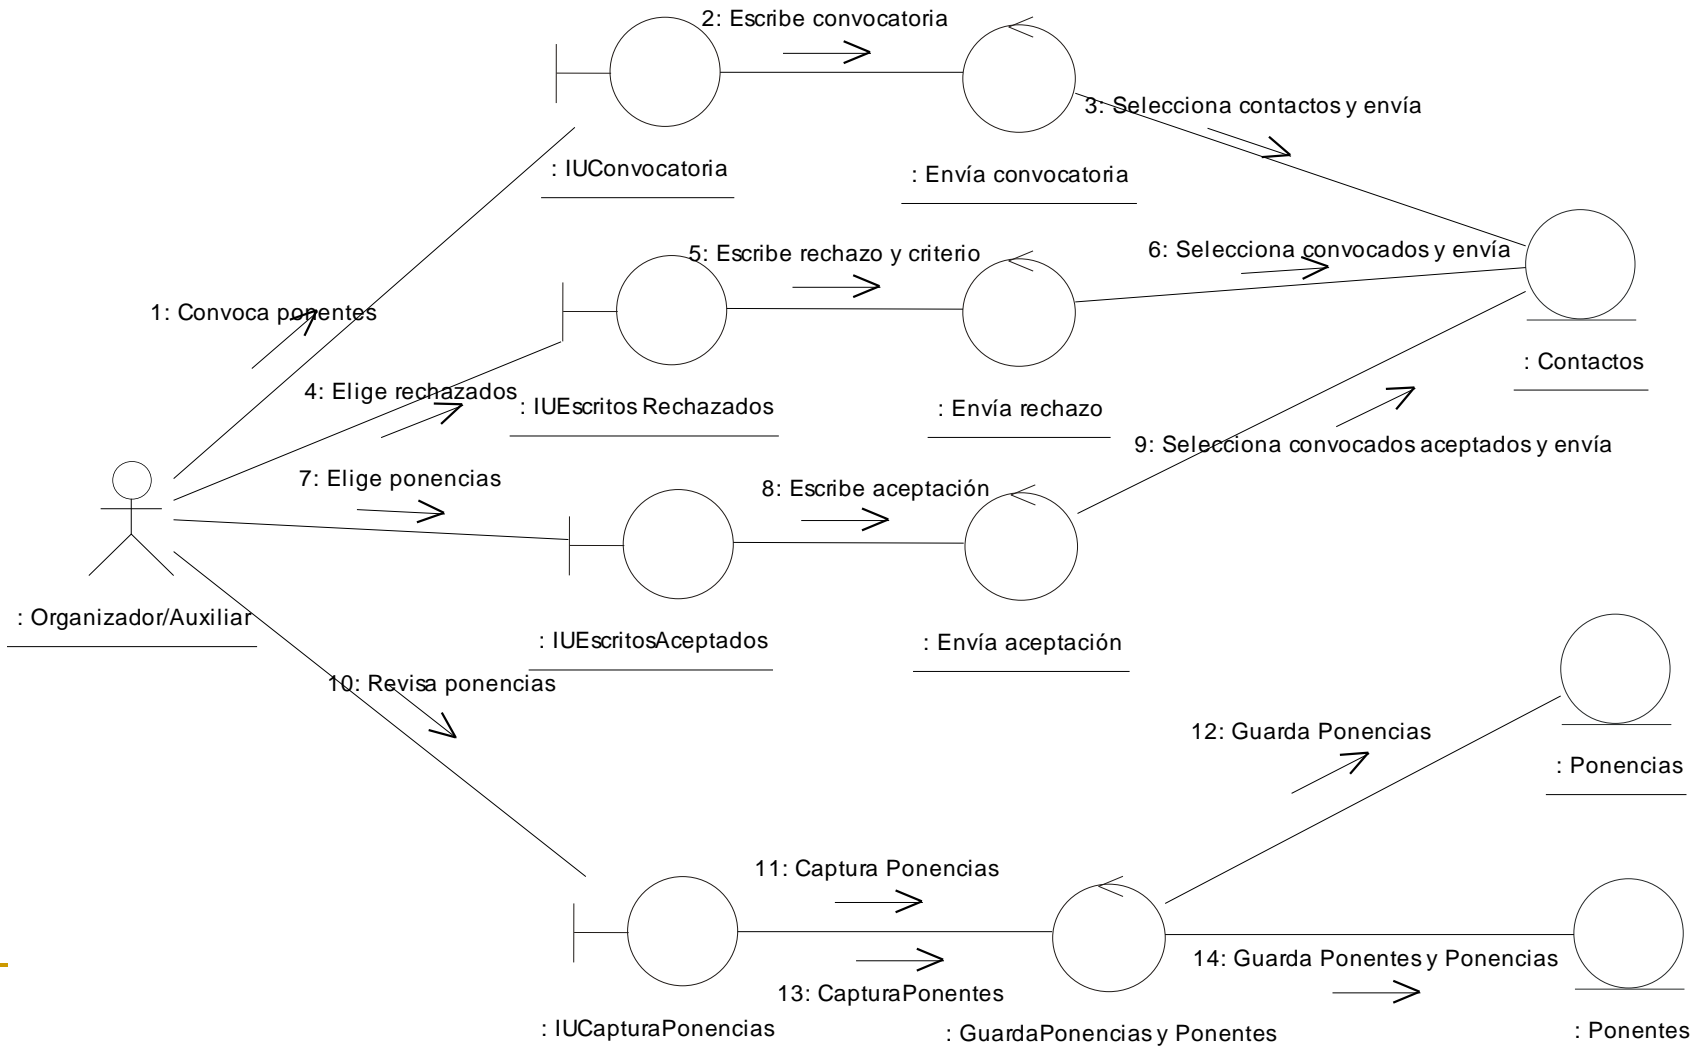 2: Escribe convocatoria
3: Selecciona contactos y envía
: IUConvocatoria
: Envía convocatoria
5: Escribe rechazo y criterio
6: Selecciona convocados y envía
1: Convoca ponentes
: Contactos
4: Elige rechazados
: IUEscritos Rechazados
: Envía rechazo
9: Selecciona convocados aceptados y envía
7: Elige ponencias
8: Escribe aceptación
: Organizador/Auxiliar
: IUEscritosAceptados
: Envía aceptación
10: Revisa ponencias
12: Guarda Ponencias
: Ponencias
11: Captura Ponencias
14: Guarda Ponentes y Ponencias
13: CapturaPonentes
: IUCapturaPonencias
: GuardaPonencias y Ponentes
: Ponentes